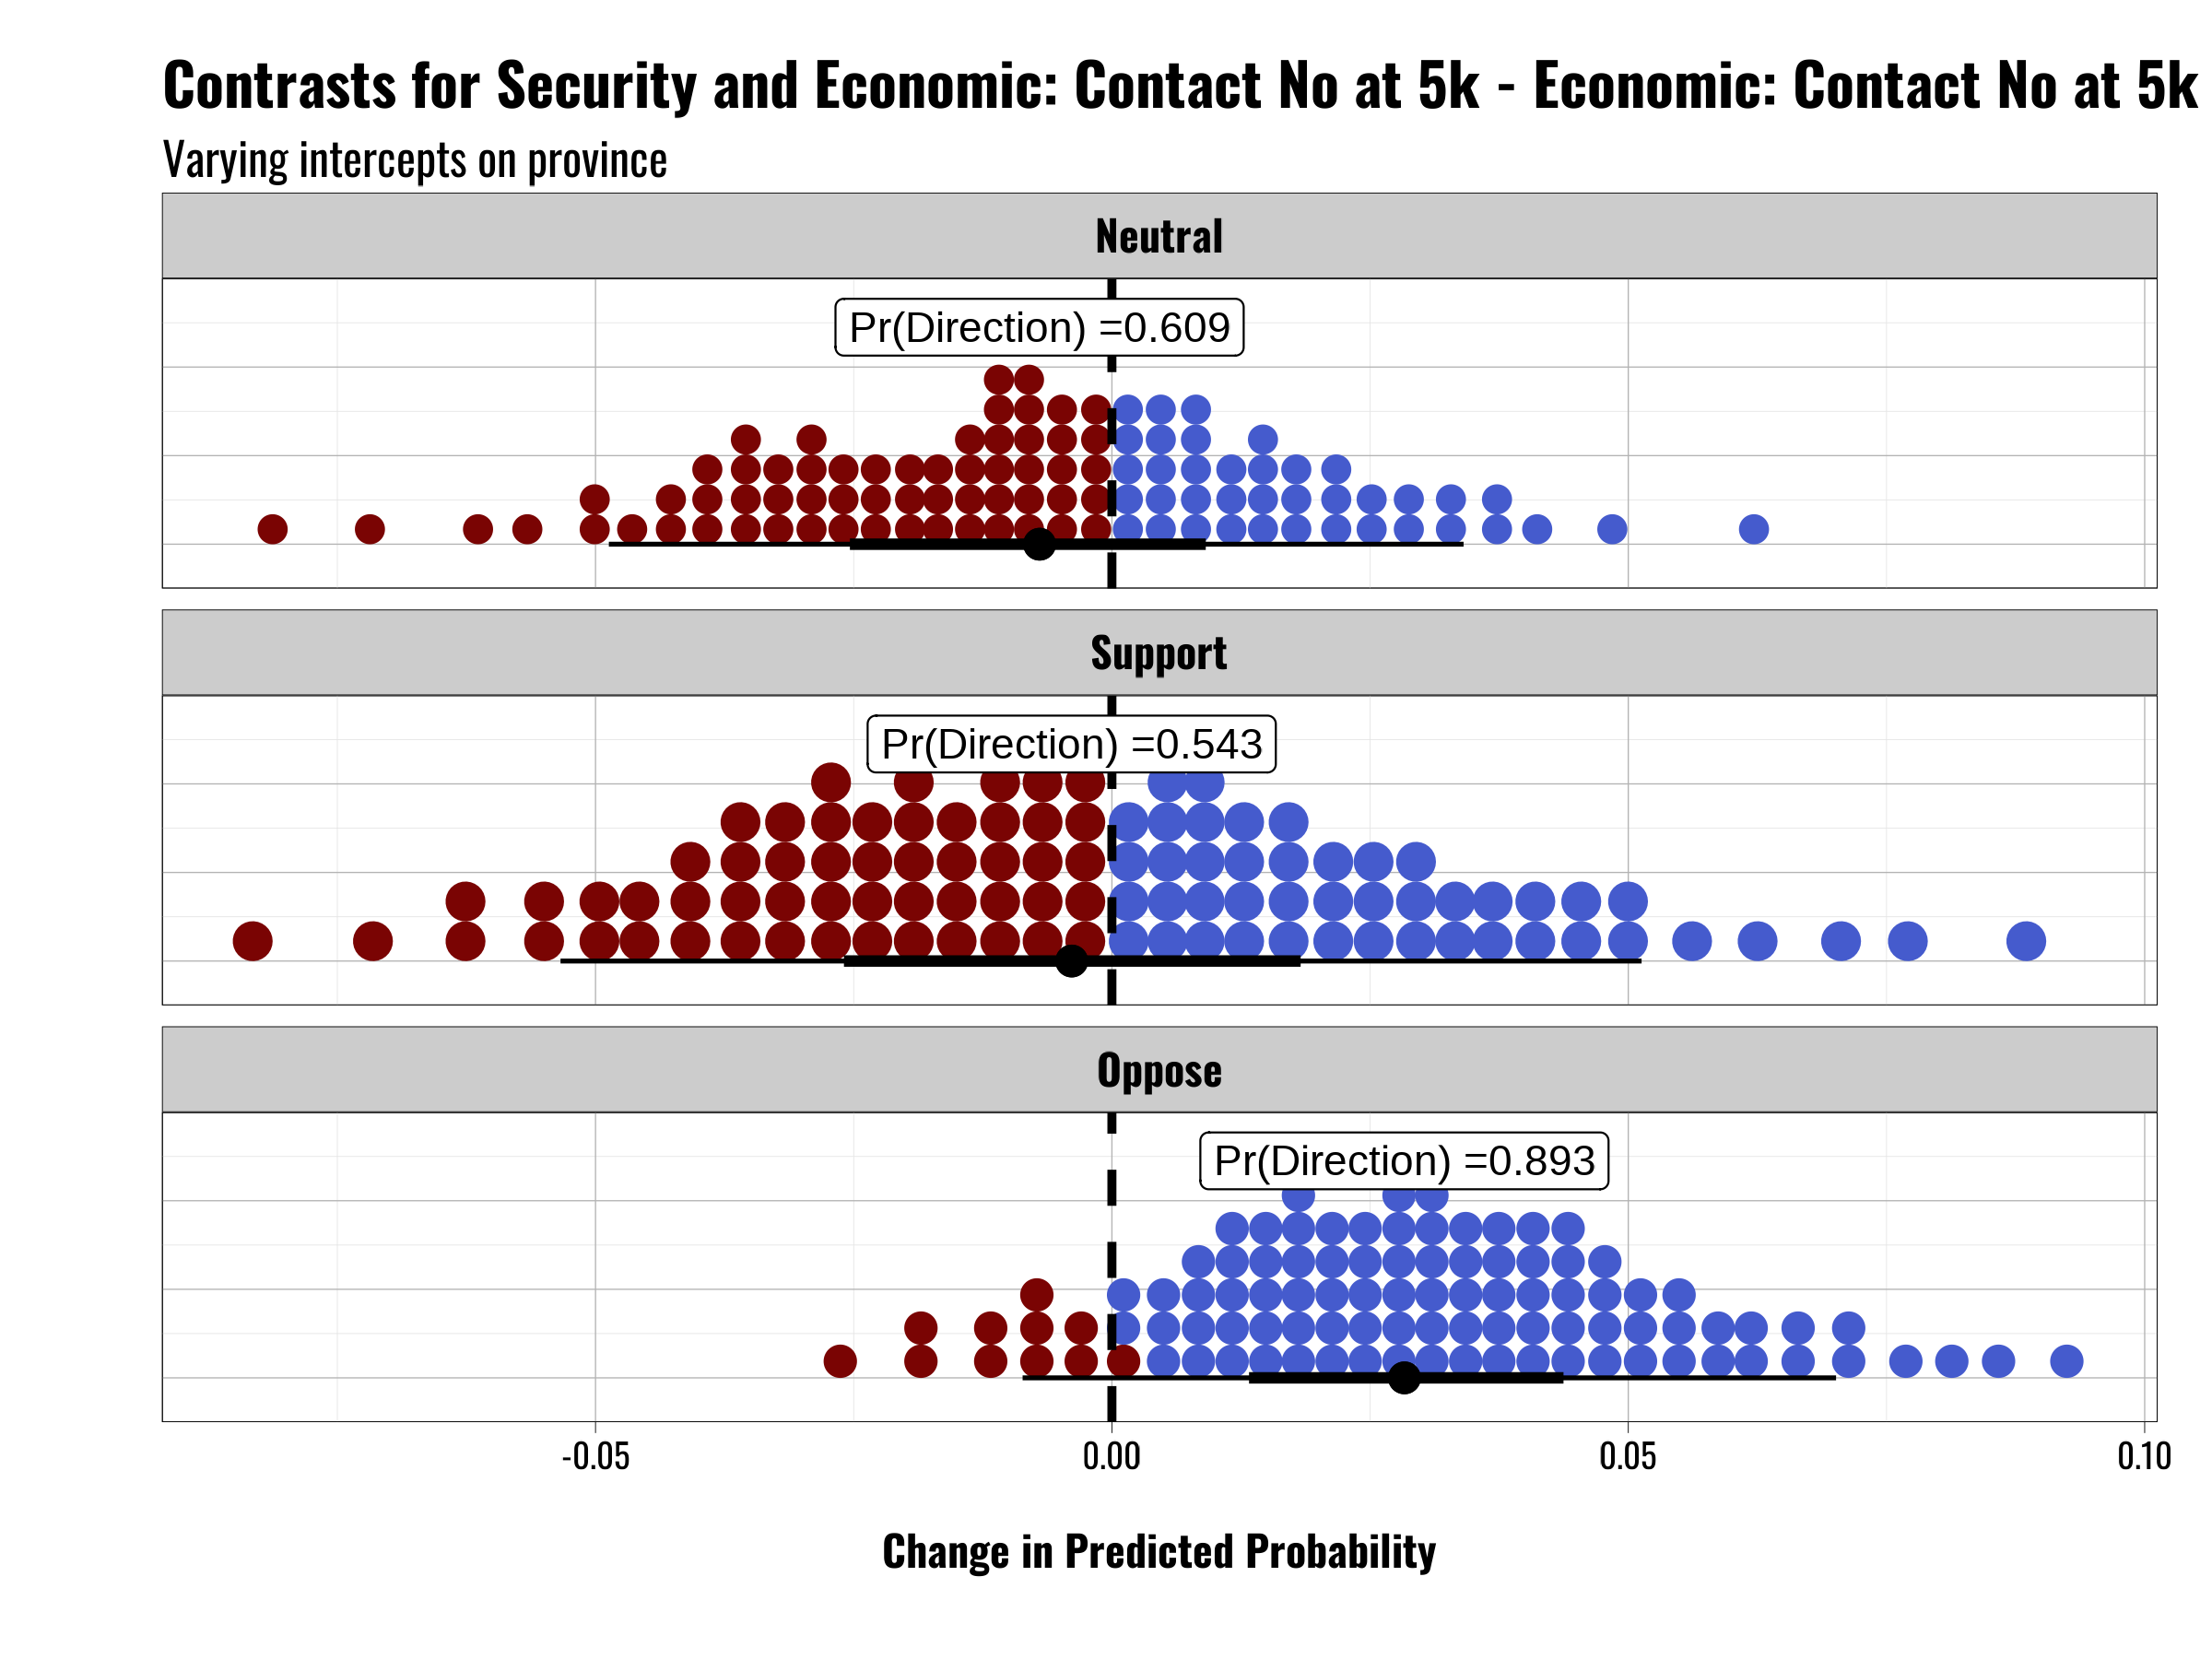 Contrasts for Security and Economic: Contact No at 5k - Economic: Contact No at 5k
Varying intercepts on province
Neutral
Pr(Direction) =0.609
Support
Pr(Direction) =0.543
Oppose
Pr(Direction) =0.893
-0.05 0.00 0.05 0.10
Change in Predicted Probability